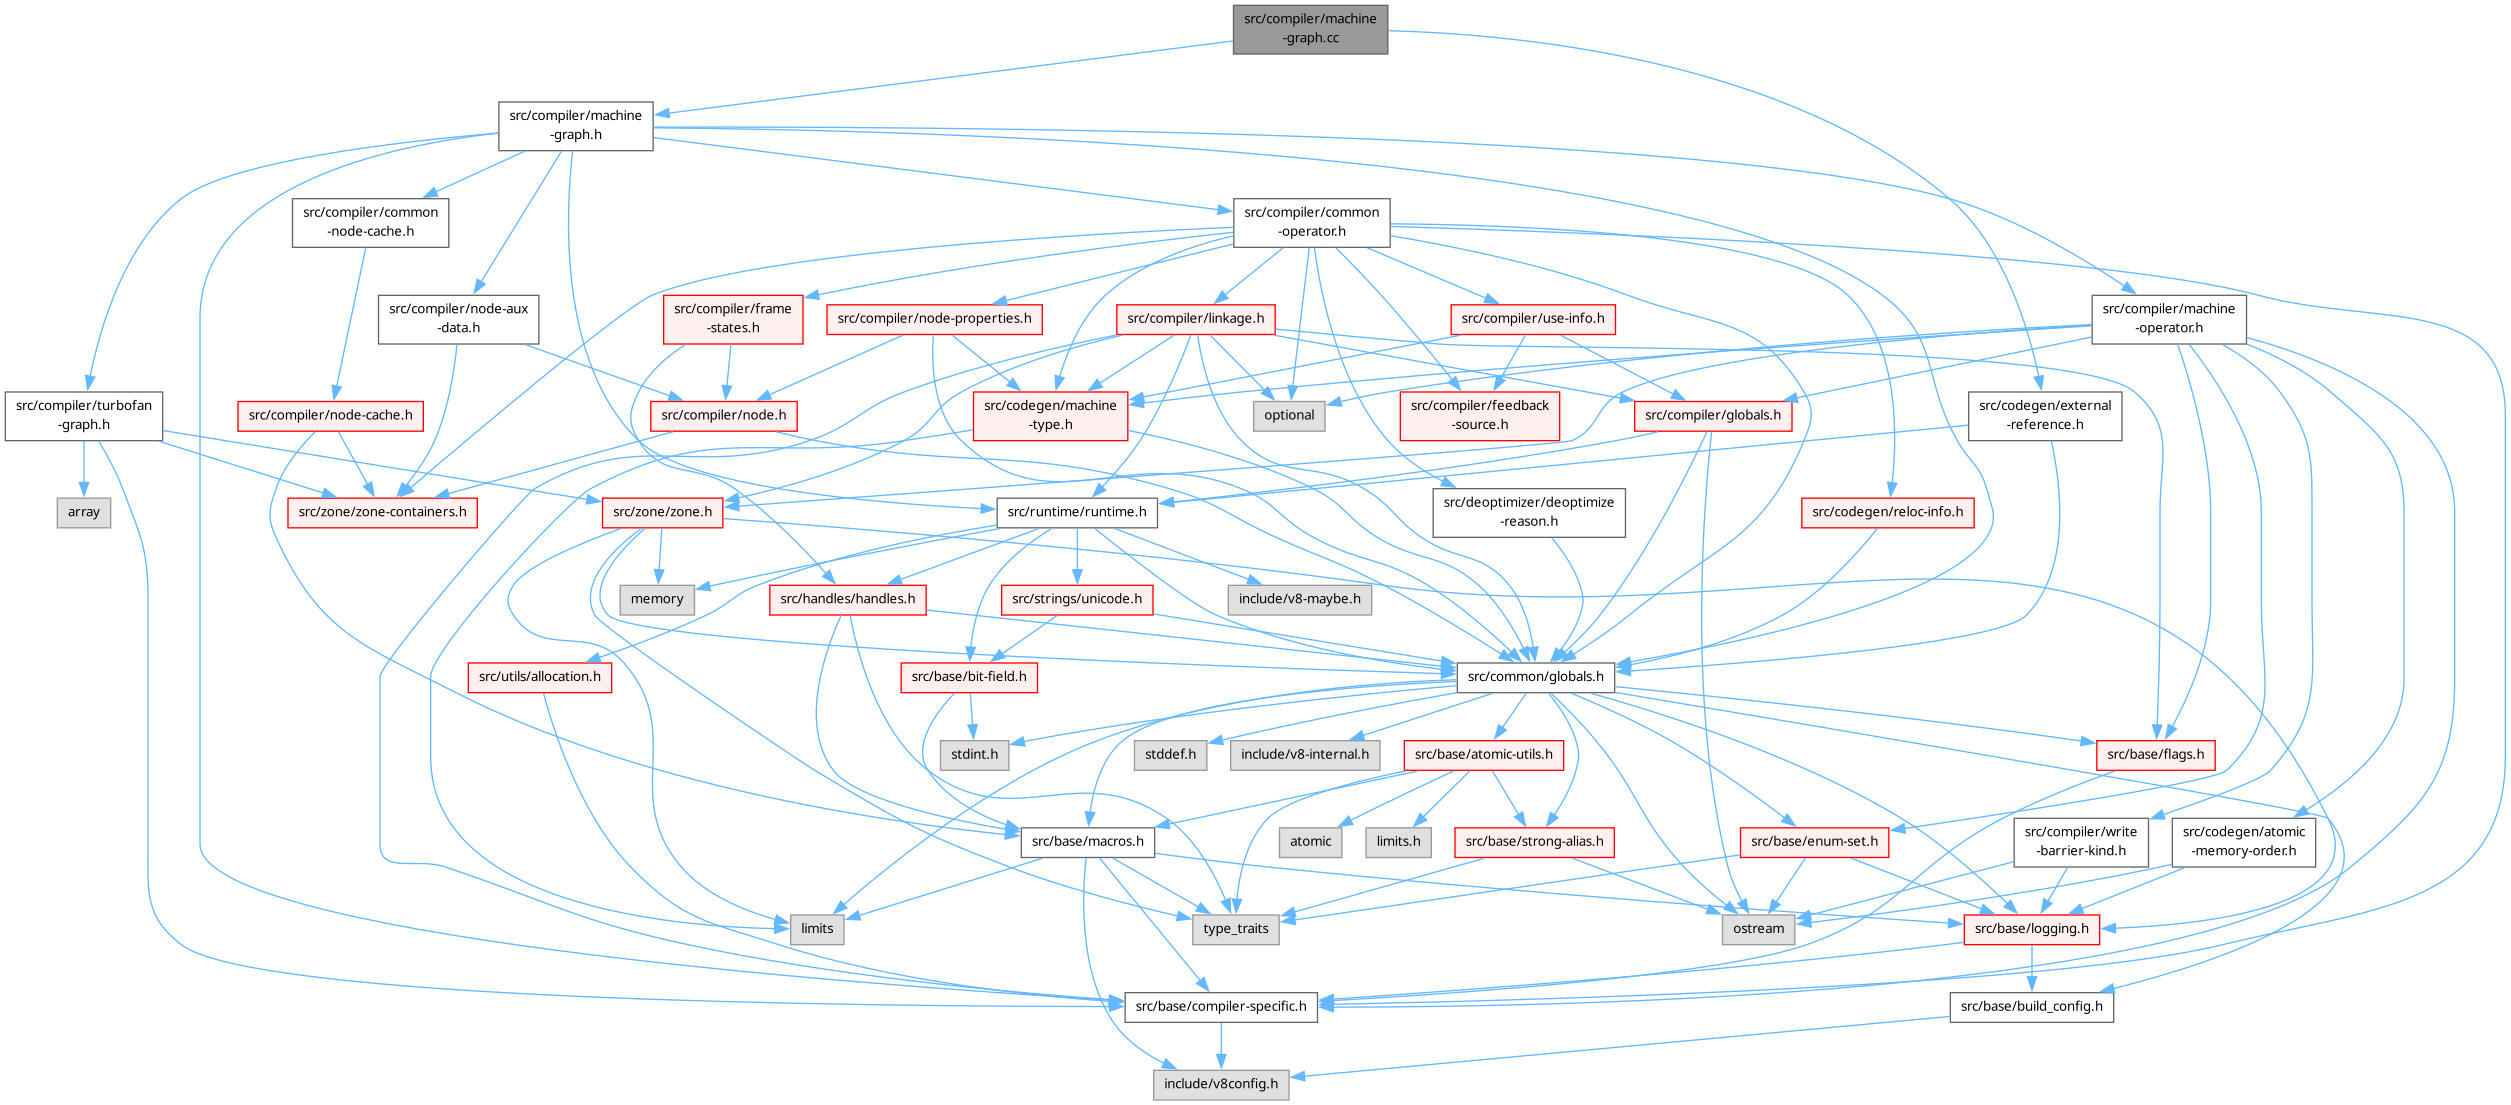 src/compiler/machine
-graph.cc
src/compiler/machine
-graph.h
src/compiler/common
-node-cache.h
src/compiler/common
-operator.h
src/compiler/node-aux
-data.h
src/compiler/frame
-states.h
src/compiler/node-properties.h
src/compiler/linkage.h
src/compiler/use-info.h
src/compiler/machine
-operator.h
src/compiler/turbofan
-graph.h
src/compiler/node-cache.h
src/compiler/node.h
src/codegen/machine
-type.h
optional
src/compiler/feedback
-source.h
src/compiler/globals.h
src/codegen/external
-reference.h
array
src/zone/zone-containers.h
src/zone/zone.h
src/runtime/runtime.h
src/deoptimizer/deoptimize
-reason.h
src/codegen/reloc-info.h
memory
src/handles/handles.h
src/strings/unicode.h
include/v8-maybe.h
src/utils/allocation.h
src/base/bit-field.h
src/common/globals.h
stdint.h
stddef.h
include/v8-internal.h
src/base/atomic-utils.h
src/base/flags.h
src/base/macros.h
atomic
limits.h
src/base/strong-alias.h
src/base/enum-set.h
src/compiler/write
-barrier-kind.h
src/codegen/atomic
-memory-order.h
limits
type_traits
ostream
src/base/logging.h
src/base/compiler-specific.h
src/base/build_config.h
include/v8config.h